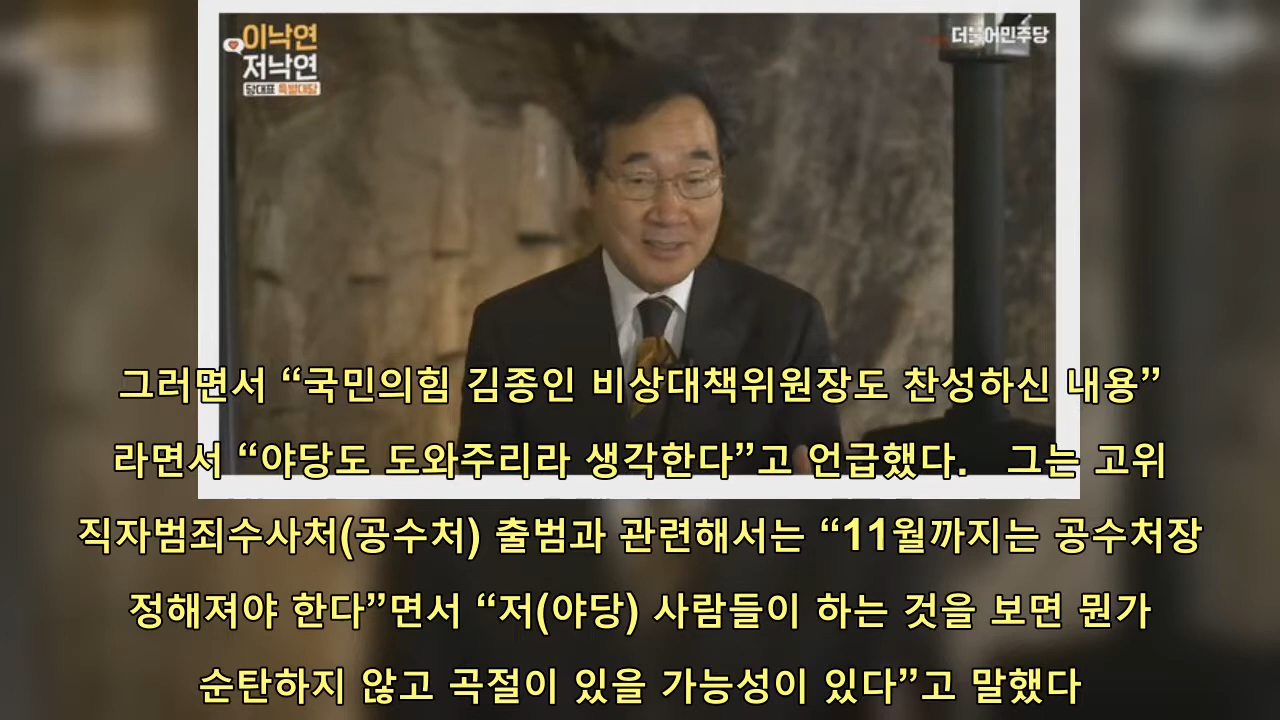 이낙연
저낙연
당대표 특별대담
더불어민주당
그러면서 “국민의힘 김종인 비상대책위원장도 찬성하신 내용”
라면서 “야당도 도와주리라 생각한다”고 언급했다. 그는 고위
직자범죄수사처(공수처) 출범과 관련해서는 “11월까지는 공수처장
정해져야 한다”면서 “저(야당) 사람들이 하는 것을 보면 뭔가
순탄하지 않고 곡절이 있을 가능성이 있다”고 말했다